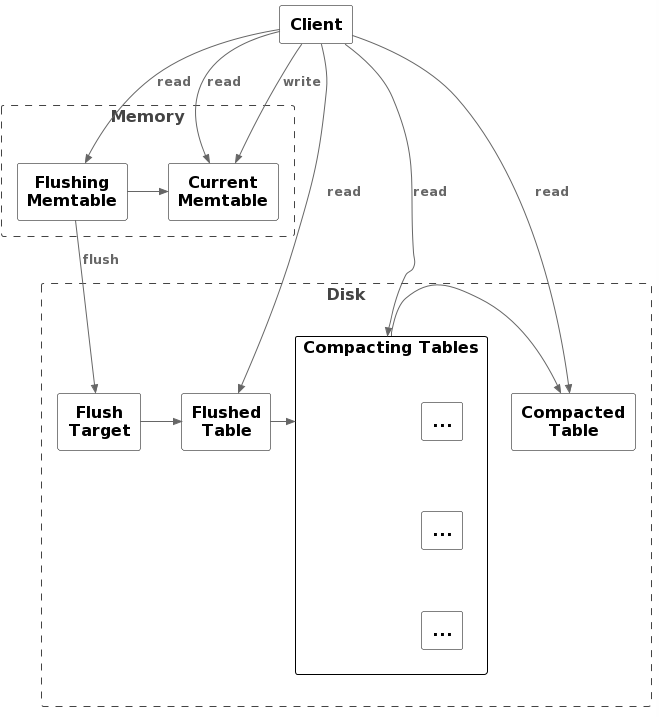 Client
read
read
write
Memory
Flushing
Memtable
Current
Memtable
read
read
read
flush
Disk
Compacting Tables
Flush
Target
Flushed
Table
...
Compacted
Table
...
...